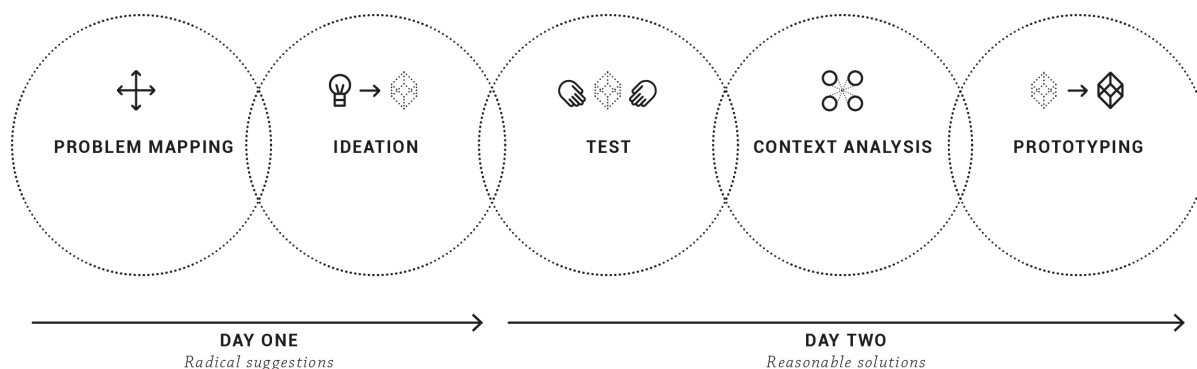 PROBLEM MAPPING
IDEATION
TEST
CONTEXT ANALYSIS
PROTOTYPING
DAY ONE
Radical suggestions
DAY TWO
Reasonable solutions